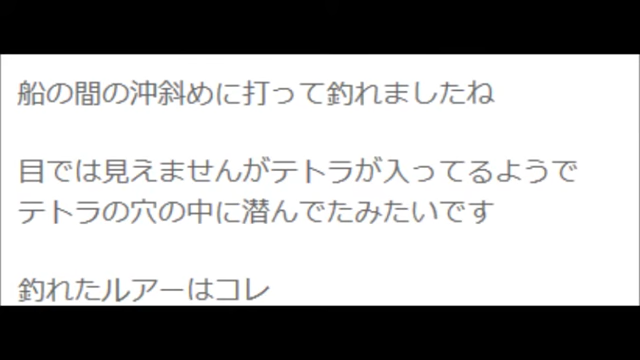 船の間の沖斜めに打って釣れましたね
目では見えませんがテトラが入ってるようで
テトラの穴の中に潜んでたみたいです
釣れたルアーはコレ